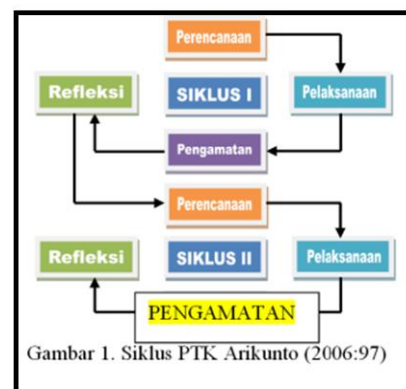 Perencanaan
Refleksi
SIKLUS I
Pelaksanaan
Pengamatan
Perencanaan
Refleksi
SIKLUS II
Pelaksanaan
PENGAMATAN
Gambar 1. Siklus PTK Arikunto (2006:97)